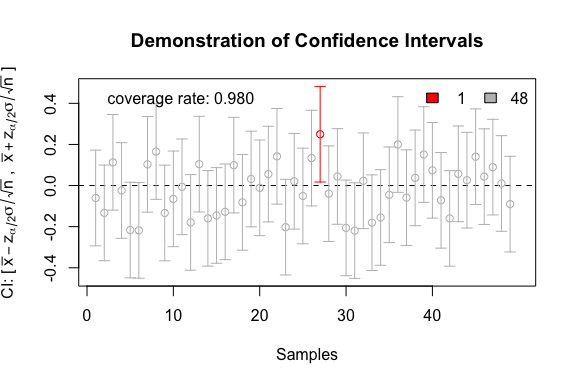 Demonstration of Confidence Intervals
coverage rate: 0.980
1
48
CI: [ x̄ − z_{α/2}σ/√n , x̄ + z_{α/2}σ/√n ]
0.4
0.2
0.0
-0.2
-0.4
0 10 20 30 40
Samples